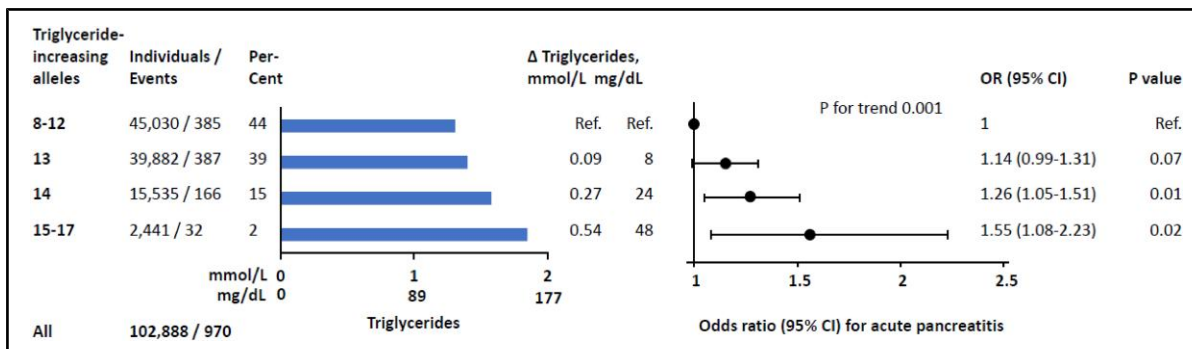 Triglyceride-
increasing Individuals / Per- Δ Triglycerides,
alleles Events Cent mmol/L mg/dL OR (95% CI) P value
P for trend 0.001
8-12 45,030 / 385 44 Ref. Ref. 1 Ref.
13 39,882 / 387 39 0.09 8 1.14 (0.99-1.31) 0.07
14 15,535 / 166 15 0.27 24 1.26 (1.05-1.51) 0.01
15-17 2,441 / 32 2 0.54 48 1.55 (1.08-2.23) 0.02
mmol/L 0 1 2 1 1.5 2 2.5
mg/dL 0 89 177
All 102,888 / 970 Triglycerides Odds ratio (95% CI) for acute pancreatitis